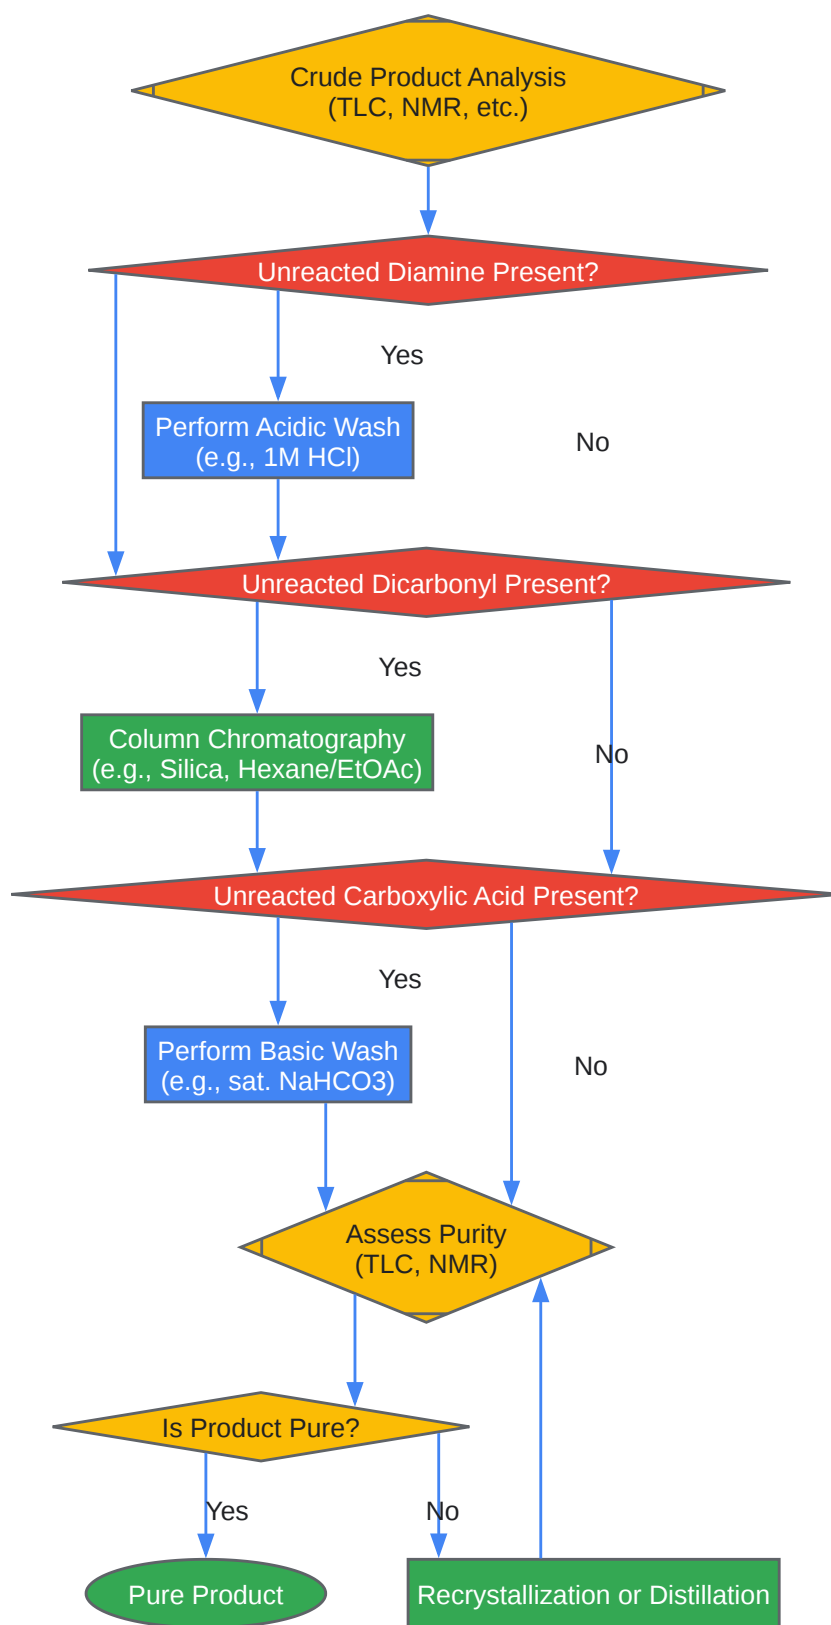 Crude Product Analysis
(TLC, NMR, etc.)
Unreacted Diamine Present?
Yes
Perform Acidic Wash
(e.g., 1M HCl)
No
Unreacted Dicarbonyl Present?
Yes
Column Chromatography
(e.g., Silica, Hexane/EtOAc)
No
Unreacted Carboxylic Acid Present?
Yes
Perform Basic Wash
(e.g., sat. NaHCO3)
No
Assess Purity
(TLC, NMR)
Is Product Pure?
Yes
No
Pure Product
Recrystallization or Distillation